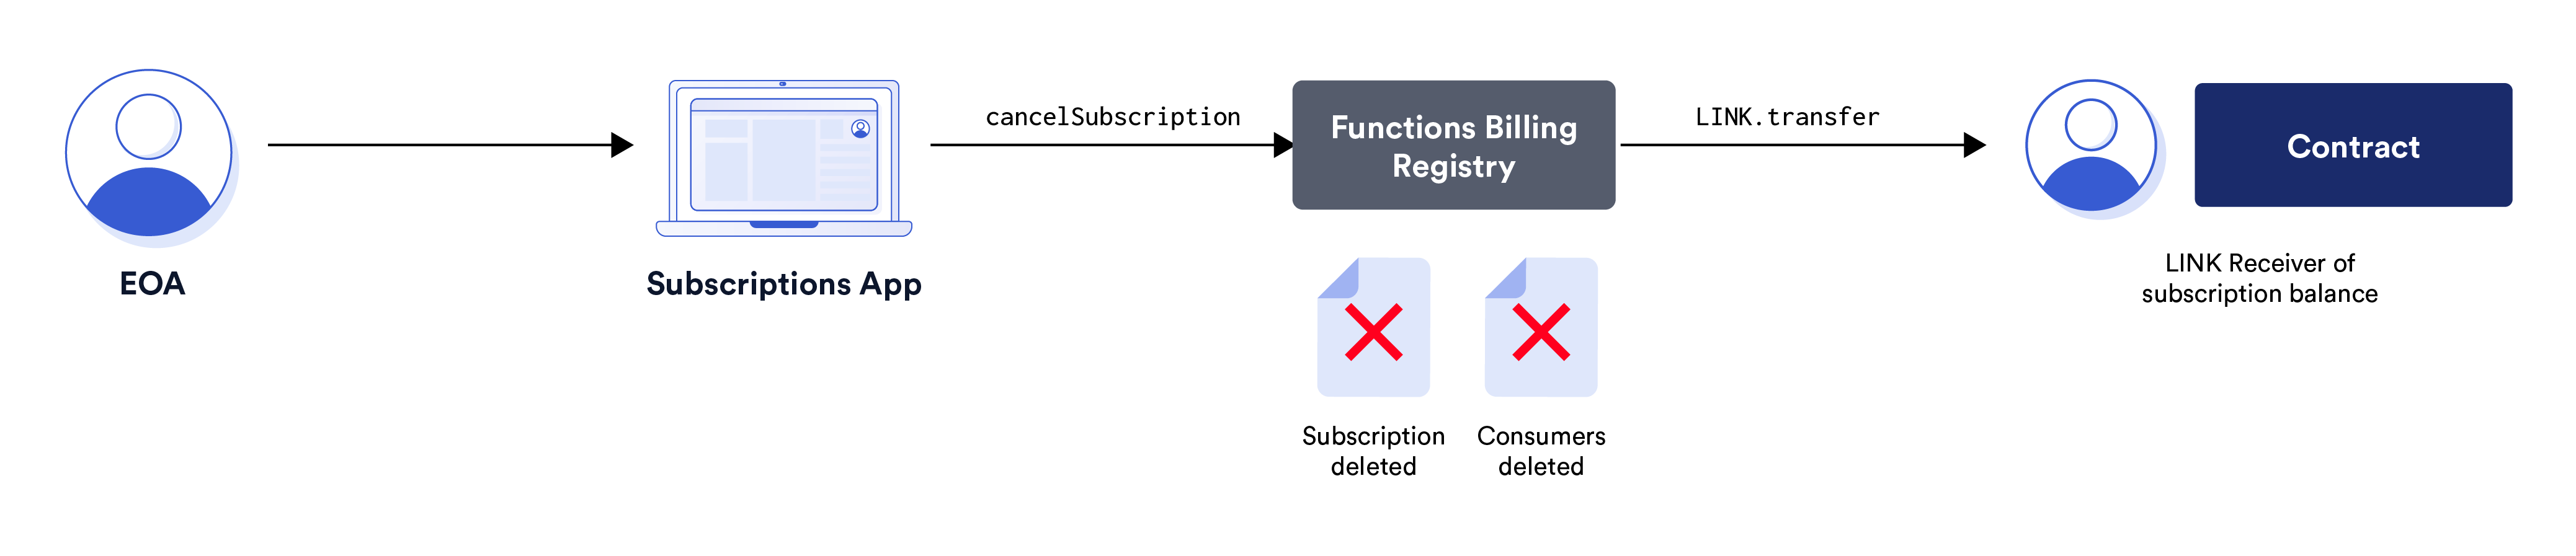 EOA
Subscriptions App
cancelSubscription
Functions Billing
Registry
Subscription
deleted
Consumers
deleted
LINK.transfer
Contract
LINK Receiver of
subscription balance